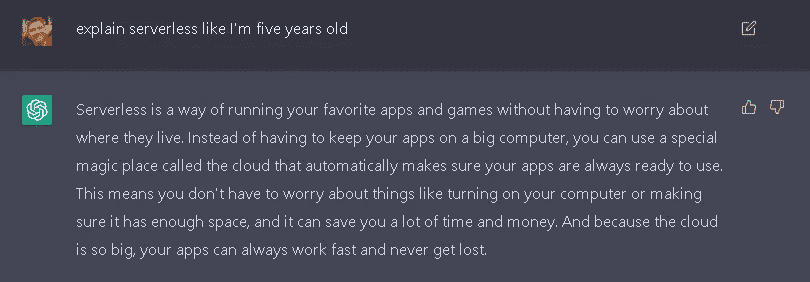 explain serverless like I'm five years old
Serverless is a way of running your favorite apps and games without having to worry about
where they live. Instead of having to keep your apps on a big computer, you can use a special
magic place called the cloud that automatically makes sure your apps are always ready to use.
This means you don't have to worry about things like turning on your computer or making
sure it has enough space, and it can save you a lot of time and money. And because the cloud
is so big, your apps can always work fast and never get lost.